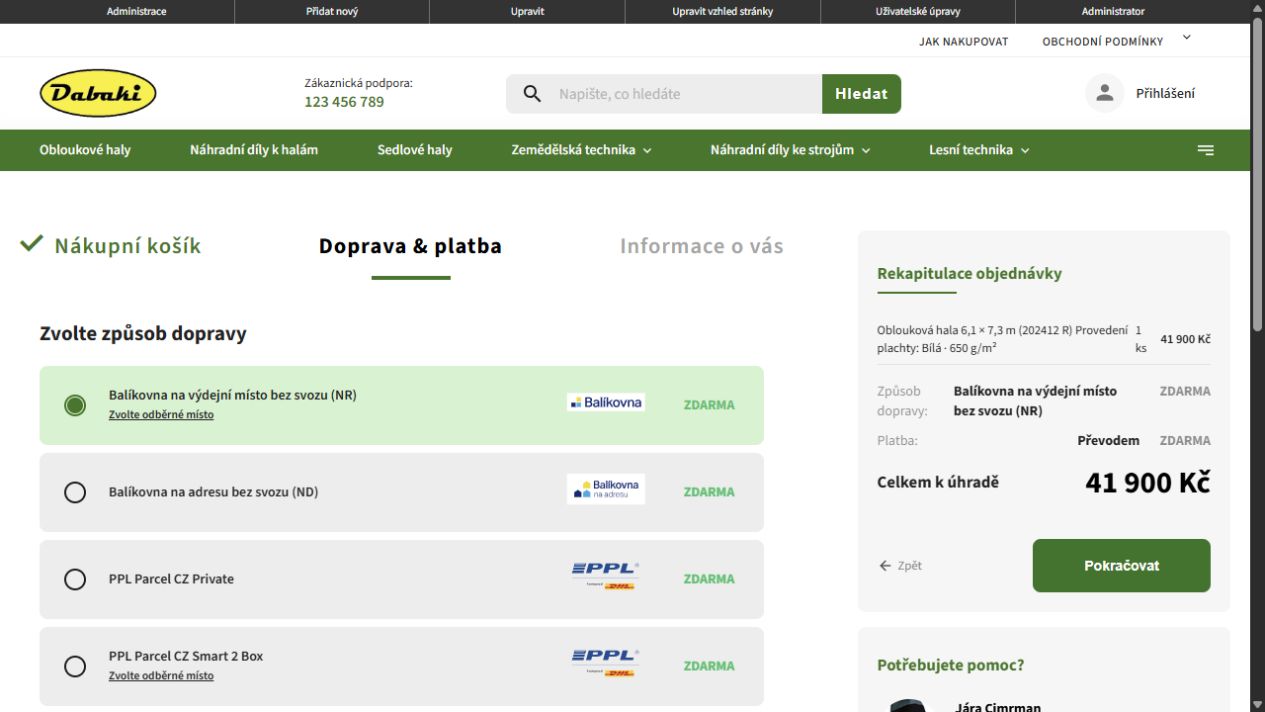 Administrace
Přidat nový
Upravit
Upravit vzhled stránky
Uživatelské úpravy
Administrator
JAK NAKUPOVAT
OBCHODNÍ PODMÍNKY
Dabaki
Zákaznická podpora:
123 456 789
Napište, co hledáte
Hledat
Přihlášení
Obloukové haly
Náhradní díly k halám
Sedlové haly
Zemědělská technika
Náhradní díly ke strojům
Lesní technika
Nákupní košík
Doprava & platba
Informace o vás
Zvolte způsob dopravy
Balíkovna na výdejní místo bez svozu (NR)
Zvolte odběrné místo
Balíkovna
ZDARMA
Balíkovna na adresu bez svozu (ND)
Balíkovna
na adresu
ZDARMA
PPL Parcel CZ Private
PPL
DHL
ZDARMA
PPL Parcel CZ Smart 2 Box
Zvolte odběrné místo
PPL
DHL
ZDARMA
Rekapitulace objednávky
Oblouková hala 6,1 × 7,3 m (202412 R) Provedení 1
plachty: Bílá · 650 g/m² ks
41 900 Kč
Způsob
dopravy:
Balíkovna na výdejní místo
bez svozu (NR)
ZDARMA
Platba:
Převodem
ZDARMA
Celkem k úhradě
41 900 Kč
Zpět
Pokračovat
Potřebujete pomoc?
Jára Cimrman